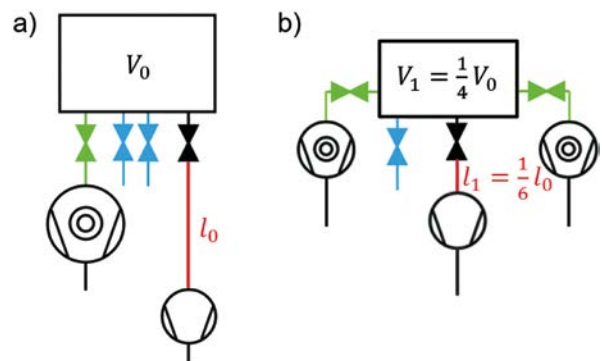 a)
V₀
l₀
b)
V₁ = ¼ V₀
l₁ = ⅙ l₀